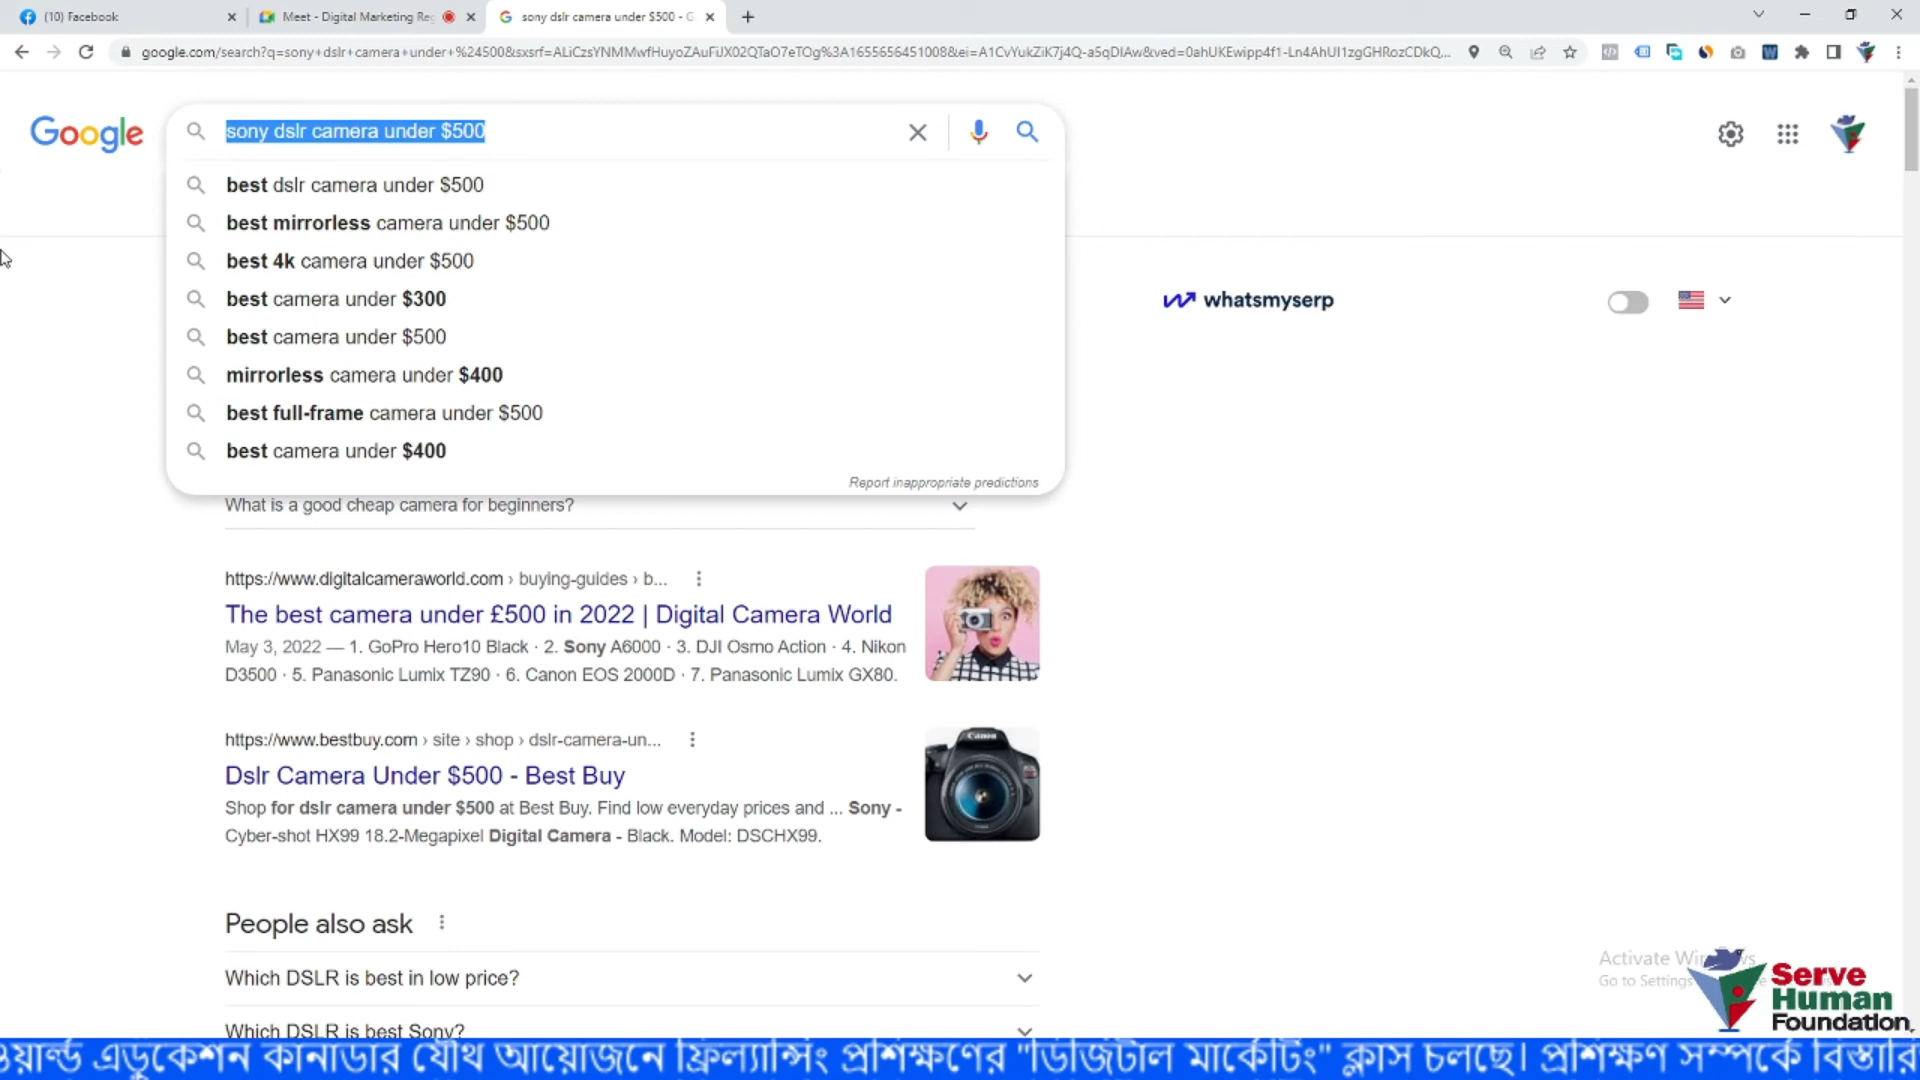 (10) Facebook
Meet - Digital Marketing Re
sony dslr camera under $500 - G
google.com/search?q=sony+dslr+camera+under+%24500&sxsrf=ALiCzsYNMMwfHuyoZAuFiJX02QTaO7eTOg%3A1655656451008&ei=A1CvYukZiK7j4Q-a5qDIAw&ved=0ahUKEwipp4f1-Ln4AhUI1zgGHRozCDkQ...
Google
sony dslr camera under $500
best dslr camera under $500
best mirrorless camera under $500
best 4k camera under $500
best camera under $300
best camera under $500
mirrorless camera under $400
best full-frame camera under $500
best camera under $400
Report inappropriate predictions
whatsmyserp
What is a good cheap camera for beginners?
https://www.digitalcameraworld.com › buying-guides › b...
The best camera under £500 in 2022 | Digital Camera World
May 3, 2022 — 1. GoPro Hero10 Black · 2. Sony A6000 · 3. DJI Osmo Action · 4. Nikon
D3500 · 5. Panasonic Lumix TZ90 · 6. Canon EOS 2000D · 7. Panasonic Lumix GX80.
https://www.bestbuy.com › site › shop › dslr-camera-un...
Canon
Dslr Camera Under $500 - Best Buy
Shop for dslr camera under $500 at Best Buy. Find low everyday prices and ... Sony -
Cyber-shot HX99 18.2-Megapixel Digital Camera - Black. Model: DSCHX99.
People also ask
Which DSLR is best in low price?
Which DSLR is best Sony?
Activate Windows
Go to Settings
Serve
Human
Foundation
ওয়ার্ল্ড এডুকেশন কানাডার যৌথ আয়োজনে ফ্রিল্যান্সিং প্রশিক্ষণের "ডিজিটাল মার্কেটিং" ক্লাস চলছে। প্রশিক্ষণ সম্পর্কে বিস্তারি